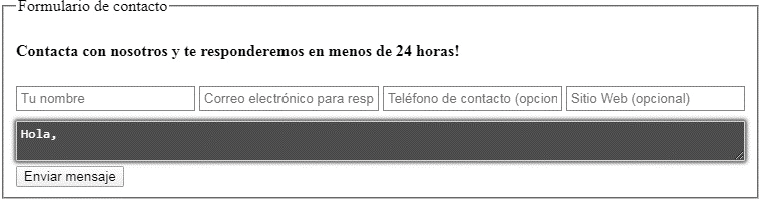 Formulario de contacto
Contacta con nosotros y te responderemos en menos de 24 horas!
Tu nombre Correo electrónico para resp Teléfono de contacto (opcion Sitio Web (opcional)
Hola,
Enviar mensaje